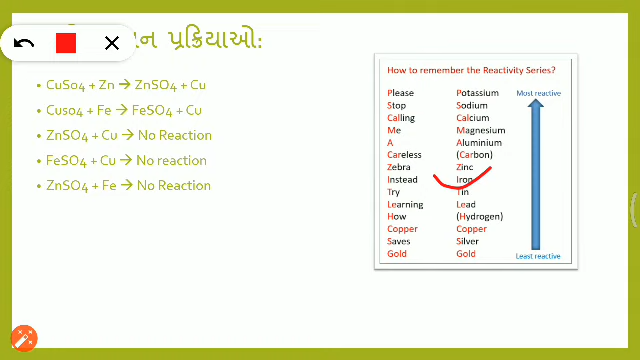 પ્રક્રિયાઓ:
CuSo4 + Zn → ZnSO4 + Cu
Cuso4 + Fe → FeSO4 + Cu
ZnSO4 + Cu → No Reaction
FeSO4 + Cu → No reaction
ZnSO4 + Fe → No Reaction
How to remember the Reactivity Series?
Please Potassium Most reactive
Stop Sodium
Calling Calcium
Me Magnesium
A Aluminium
Careless (Carbon)
Zebra Zinc
Instead Iron
Try Tin
Learning Lead
How (Hydrogen)
Copper Copper
Saves Silver
Gold Gold Least reactive